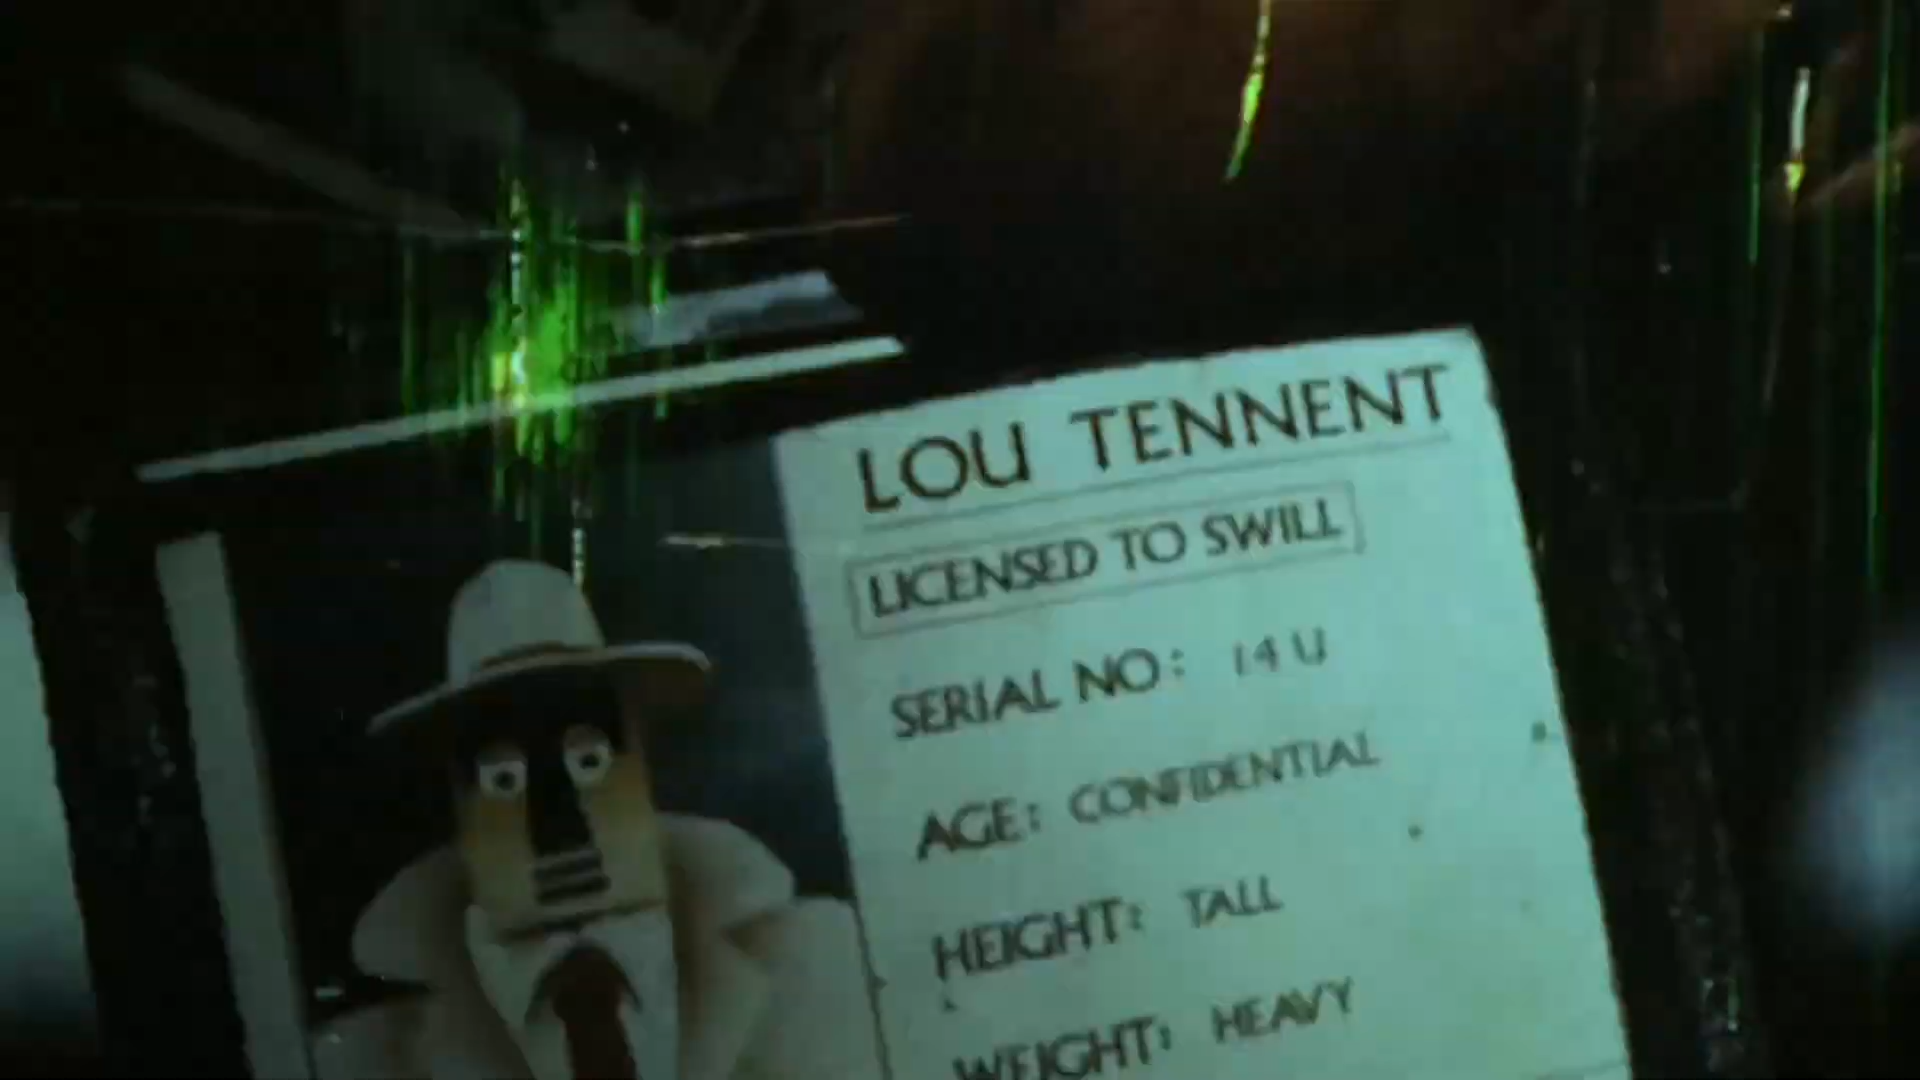 LOU TENNENT
LICENSED TO SWILL
SERIAL NO: 14 U
AGE: CONFIDENTIAL
HEIGHT: TALL
WEIGHT: HEAVY